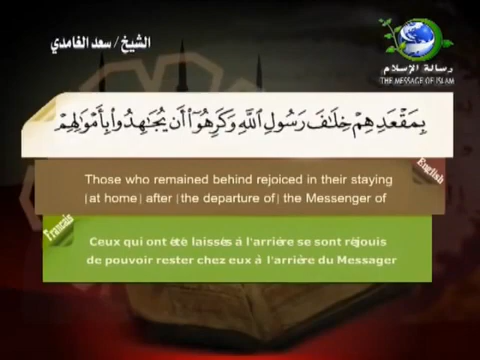 الشيخ / سعد الغامدي
رسالة الإسلام
THE MESSAGE OF ISLAM
بِمَقْعَدِهِمْ خِلَٰفَ رَسُولِ ٱللَّهِ وَكَرِهُوٓا۟ أَن يُجَٰهِدُوا۟ بِأَمْوَٰلِهِمْ
English
Those who remained behind rejoiced in their staying
|at home| after |the departure of| the Messenger of
Francais
Ceux qui ont été laissés à l'arrière se sont réjouis
de pouvoir rester chez eux à l'arrière du Messager